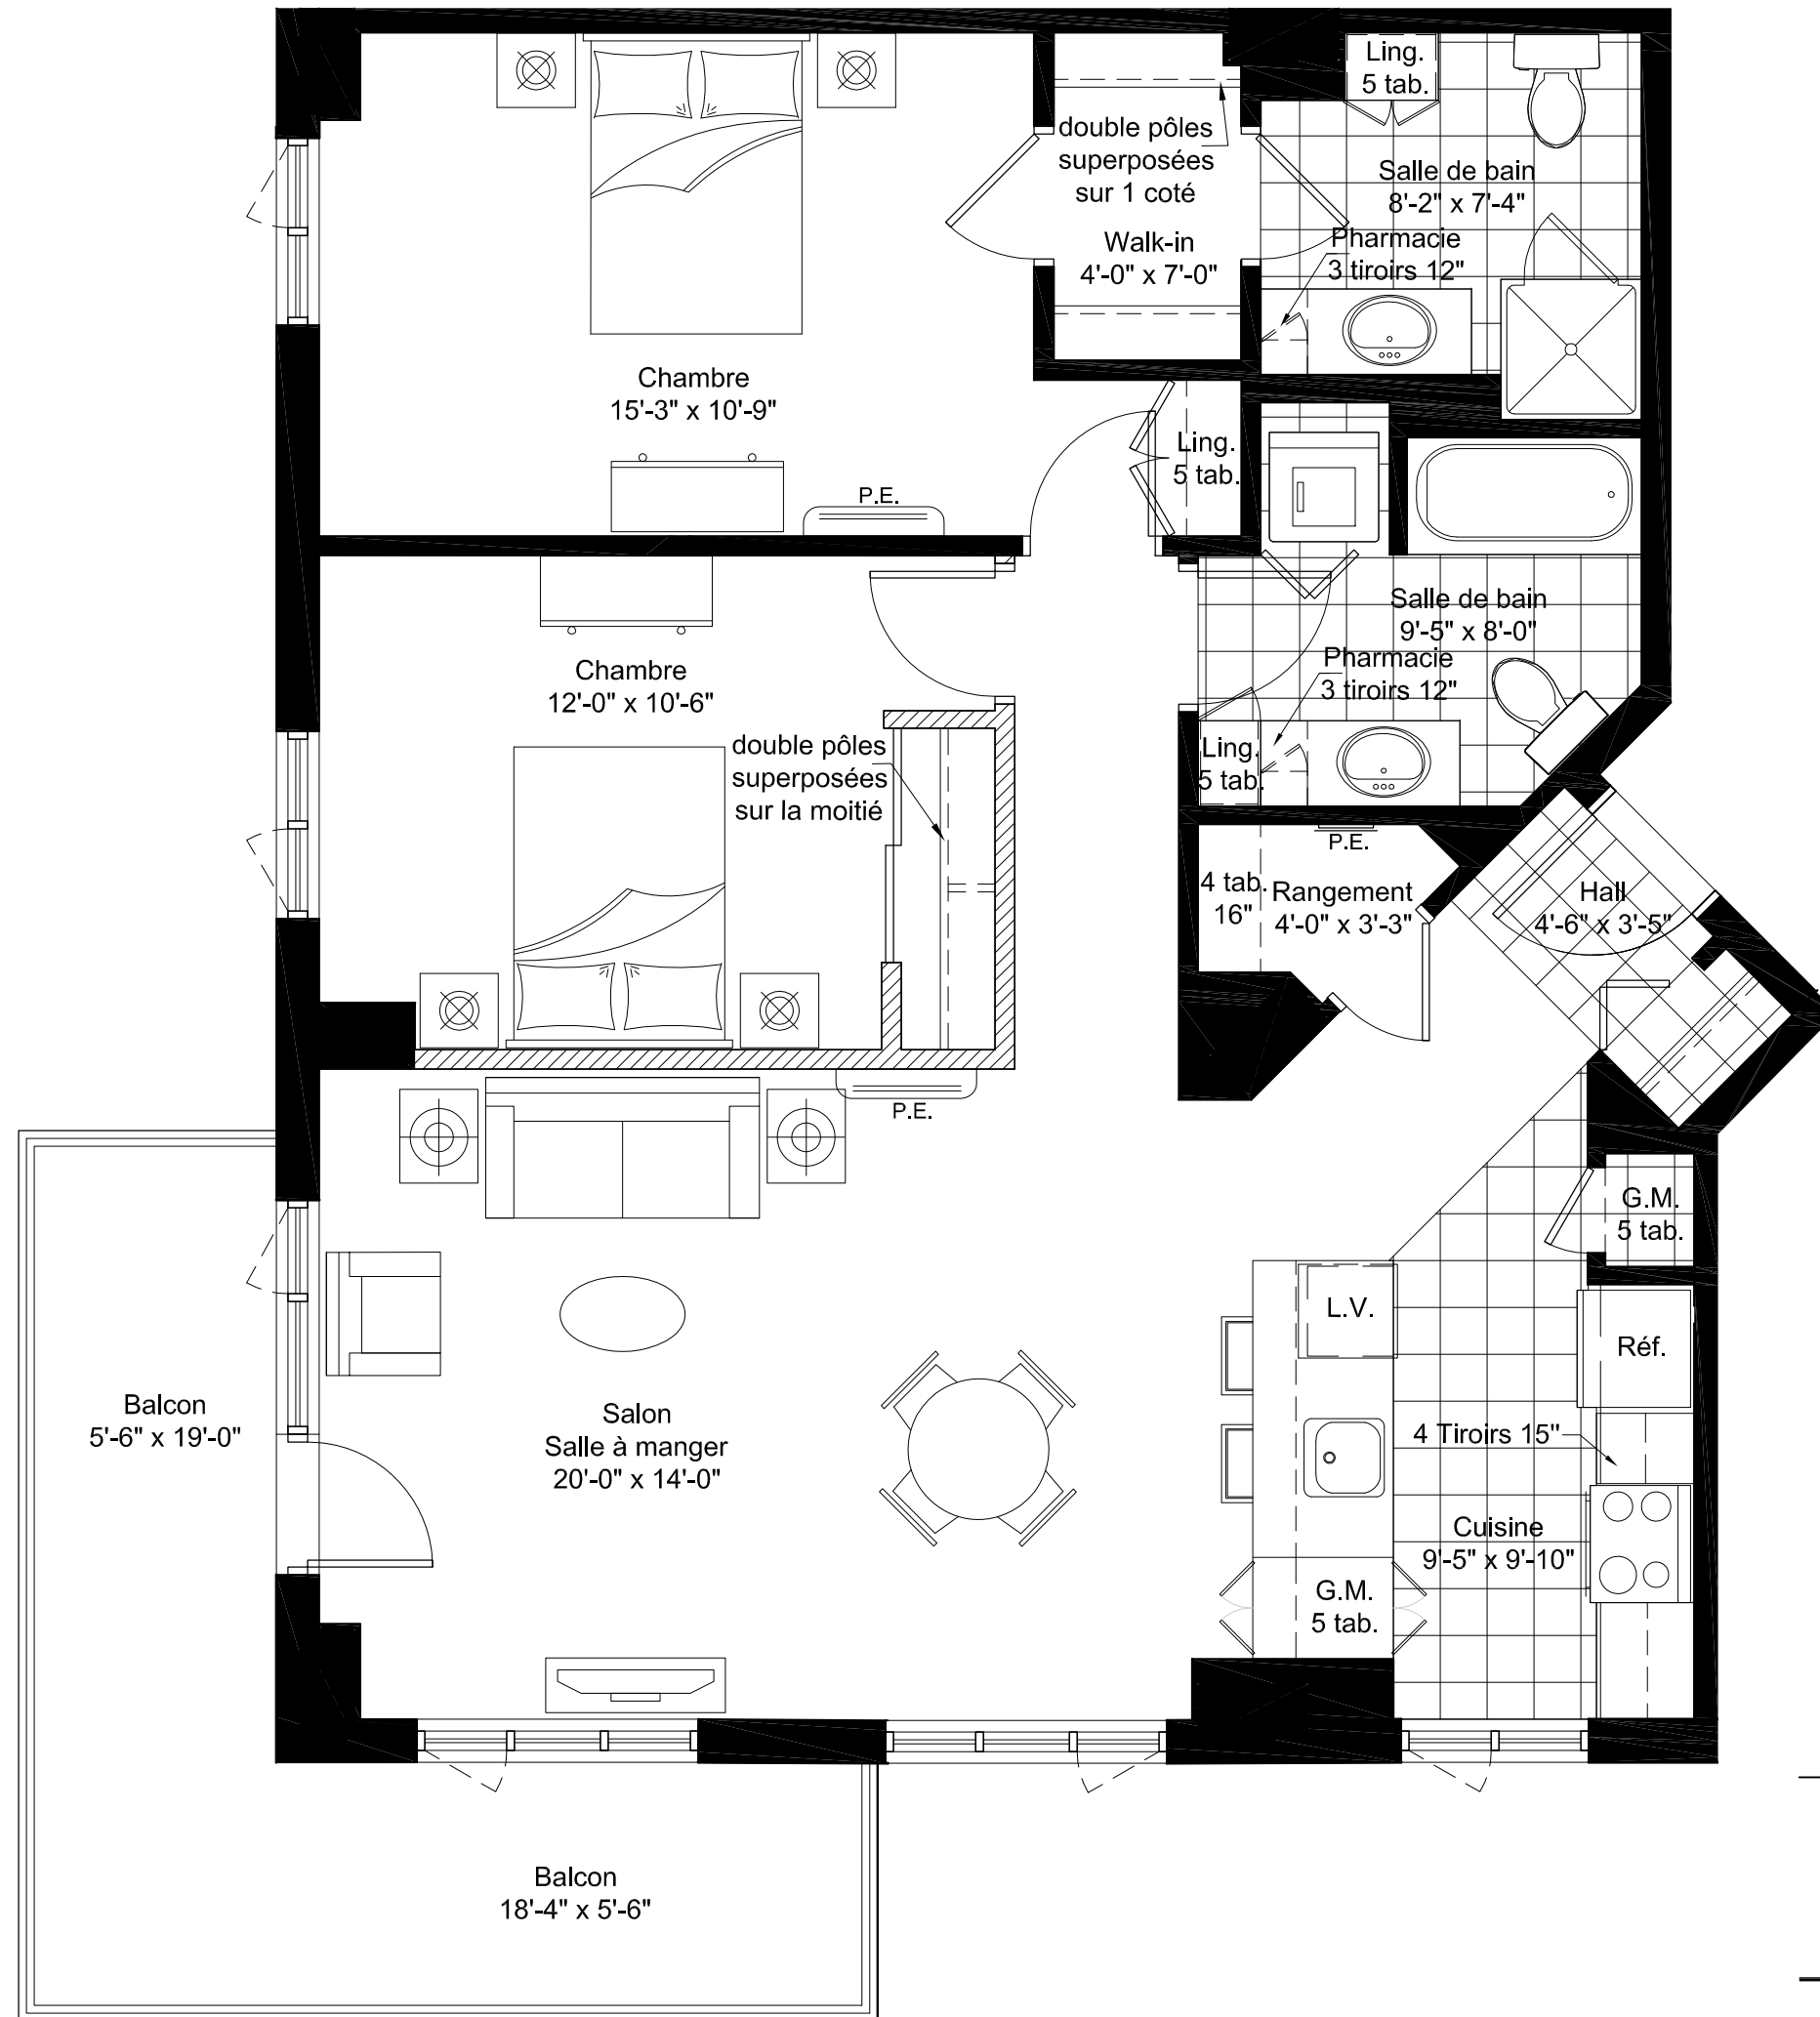 Ling.
5 tab.
double pôles
superposées
sur 1 coté
Salle de bain
8'-2" x 7'-4"
Walk-in
4'-0" x 7'-0"
Pharmacie
3 tiroirs 12"
Chambre
15'-3" x 10'-9"
Ling.
5 tab.
P.E.
Salle de bain
9'-5" x 8'-0"
Chambre
12'-0" x 10'-6"
Pharmacie
3 tiroirs 12"
double pôles
superposées
sur la moitié
Ling.
5 tab.
P.E.
4 tab.
16"
Rangement
4'-0" x 3'-3"
Hall
4'-6" x 3'-5"
P.E.
G.M.
5 tab.
L.V.
Réf.
Balcon
5'-6" x 19'-0"
Salon
Salle à manger
20'-0" x 14'-0"
4 Tiroirs 15"
Cuisine
9'-5" x 9'-10"
G.M.
5 tab.
Balcon
18'-4" x 5'-6"